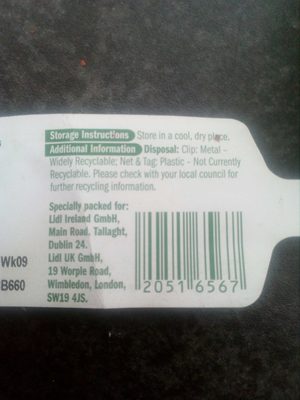 Storage Instructions Store in a cool, dry place.
Additional Information Disposal: Clip: Metal –
Widely Recyclable; Net & Tag: Plastic – Not Currently
Recyclable. Please check with your local council for
further recycling information.
Specially packed for:
Lidl Ireland GmbH,
Main Road, Tallaght,
Dublin 24.
Lidl UK GmbH,
19 Worple Road,
Wimbledon, London,
SW19 4JS.
Wk09
B660
20516567